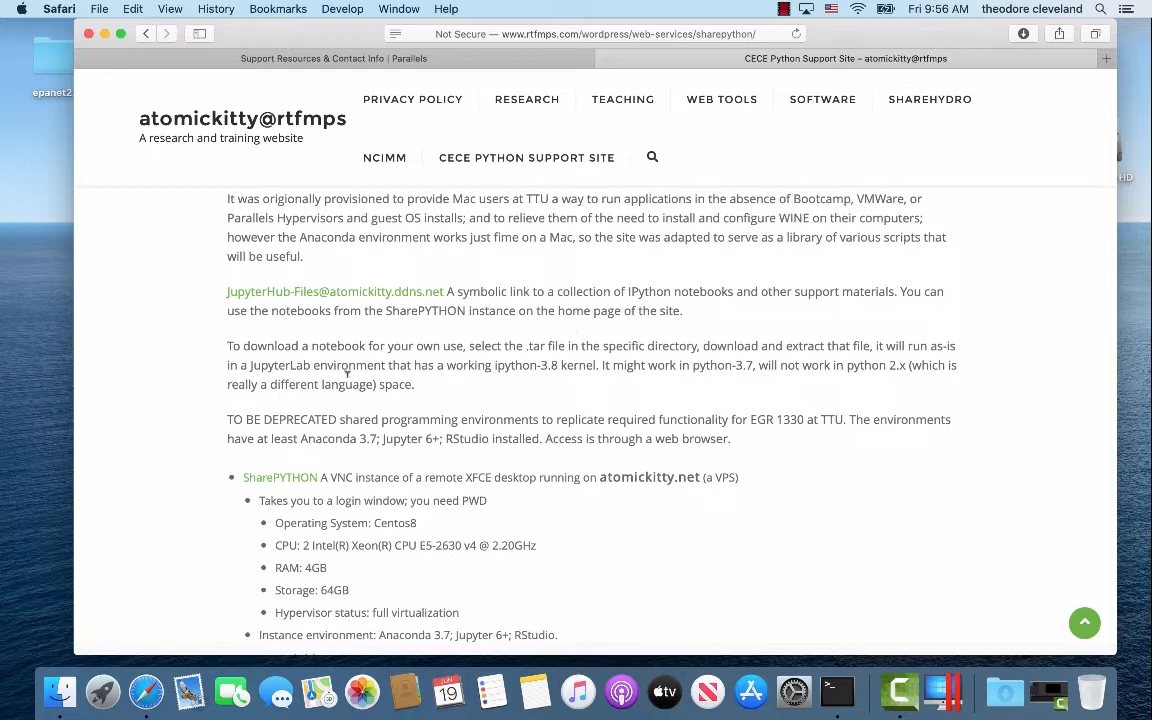 Safari File Edit View History Bookmarks Develop Window Help Fri 9:56 AM theodore cleveland
Not Secure — www.rtfmps.com/wordpress/web-services/sharepython/
Support Resources & Contact Info | Parallels CECE Python Support Site – atomickitty@rtfmps
epanet2
HD
atomickitty@rtfmps
A research and training website
PRIVACY POLICY RESEARCH TEACHING WEB TOOLS SOFTWARE SHAREHYDRO
NCIMM CECE PYTHON SUPPORT SITE
It was origionally provisioned to provide Mac users at TTU a way to run applications in the absence of Bootcamp, VMWare, or
Parallels Hypervisors and guest OS installs; and to relieve them of the need to install and configure WINE on their computers;
however the Anaconda environment works just fime on a Mac, so the site was adapted to serve as a library of various scripts that
will be useful.
JupyterHub-Files@atomickitty.ddns.net A symbolic link to a collection of IPython notebooks and other support materials. You can
use the notebooks from the SharePYTHON instance on the home page of the site.
To download a notebook for your own use, select the .tar file in the specific directory, download and extract that file, it will run as-is
in a JupyterLab environment that has a working ipython-3.8 kernel. It might work in python-3.7, will not work in python 2.x (which is
really a different language) space.
TO BE DEPRECATED shared programming environments to replicate required functionality for EGR 1330 at TTU. The environments
have at least Anaconda 3.7; Jupyter 6+; RStudio installed. Access is through a web browser.
SharePYTHON A VNC instance of a remote XFCE desktop running on atomickitty.net (a VPS)
Takes you to a login window; you need PWD
Operating System: Centos8
CPU: 2 Intel(R) Xeon(R) CPU E5-2630 v4 @ 2.20GHz
RAM: 4GB
Storage: 64GB
Hypervisor status: full virtualization
Instance environment: Anaconda 3.7; Jupyter 6+; RStudio.
JUN
19
tv